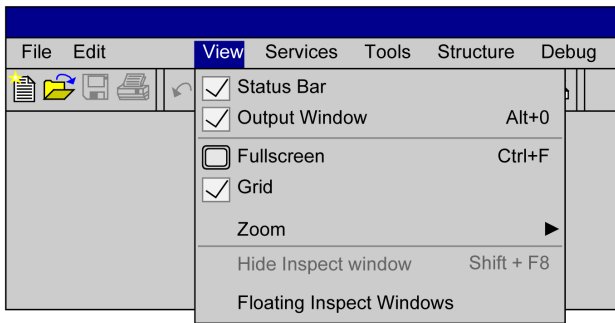 File Edit View Services Tools Structure Debug
Status Bar
Output Window Alt+0
Fullscreen Ctrl+F
Grid
Zoom
Hide Inspect window Shift + F8
Floating Inspect Windows